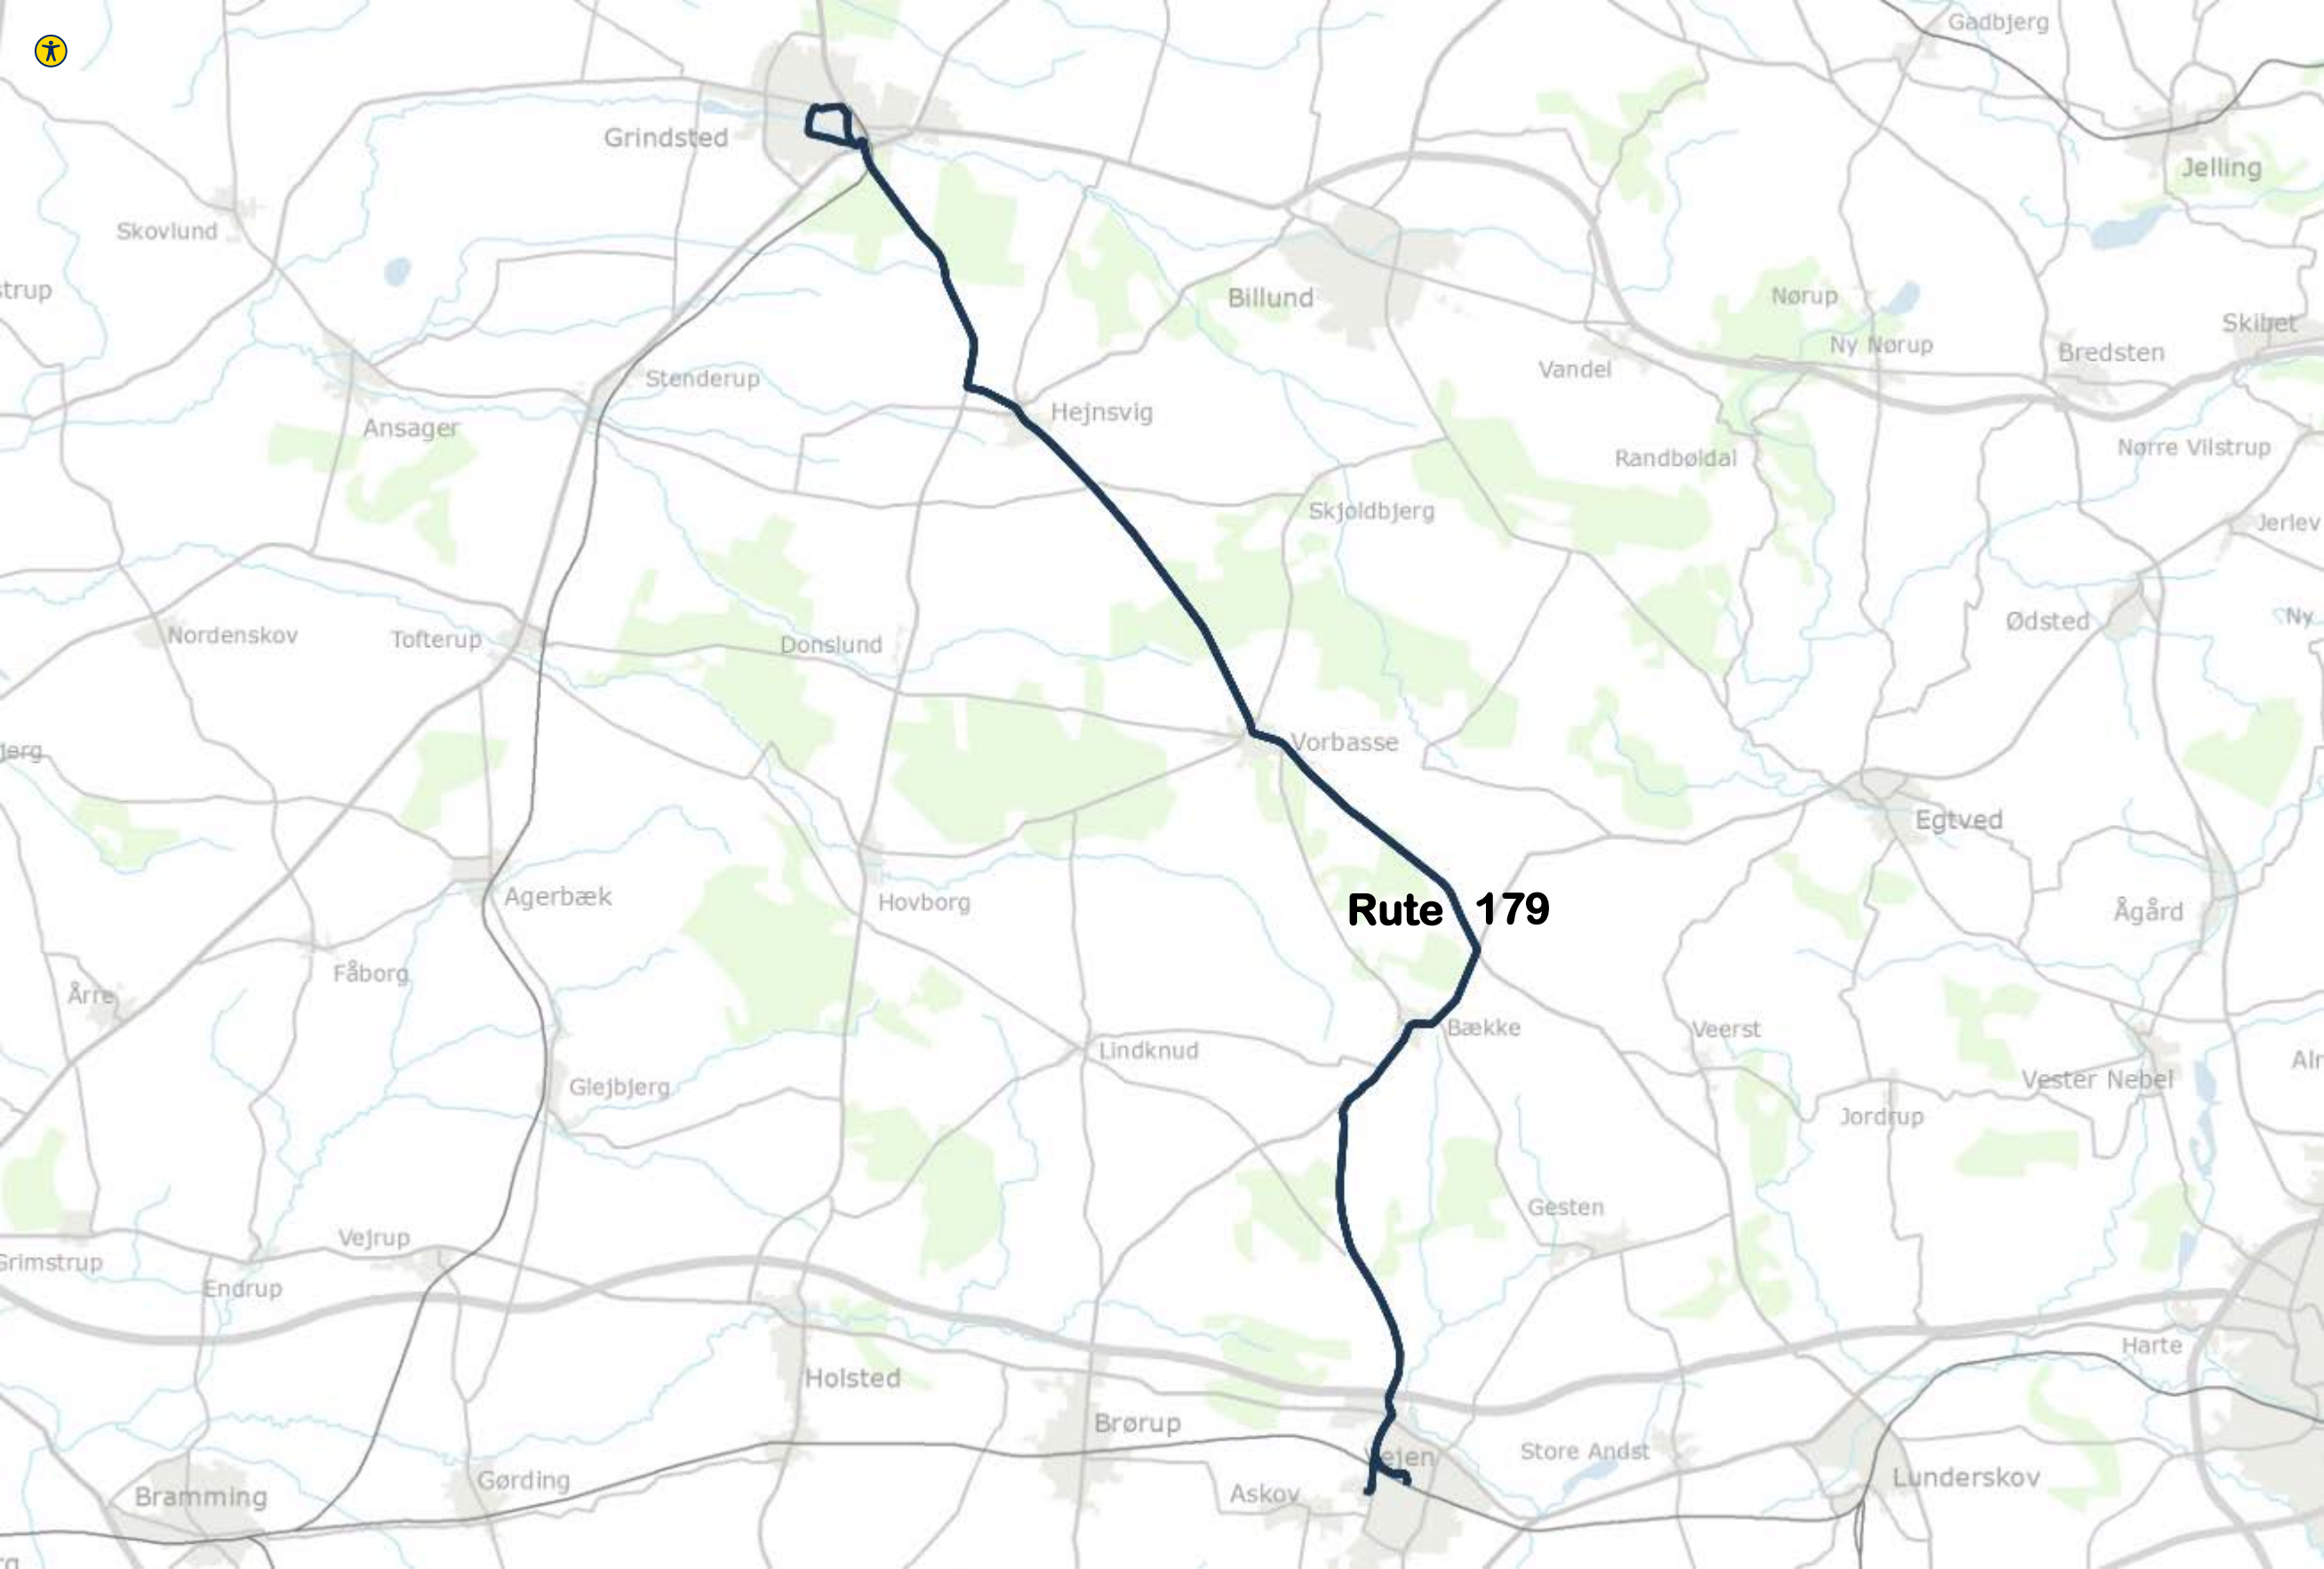 Gadbjerg
Grindsted
Jelling
Skovlund
strup
Billund
Nørup
Skibet
Ny Nørup
Bredsten
Vandel
Stenderup
Hejnsvig
Ansager
Nørre Vilstrup
Randbøldal
Skjoldbjerg
Jerlev
Ny
Ødsted
Nordenskov
Tofterup
Donslund
Vorbasse
jerg
Egtved
Agerbæk
Hovborg
Rute 179
Ågård
Fåborg
Årre
Bække
Veerst
Lindknud
Vester Nebel
Glejbjerg
Jordrup
Gesten
Vejrup
Grimstrup
Endrup
Harte
Holsted
Brørup
Vejen
Store Andst
Gørding
Lunderskov
Bramming
Askov